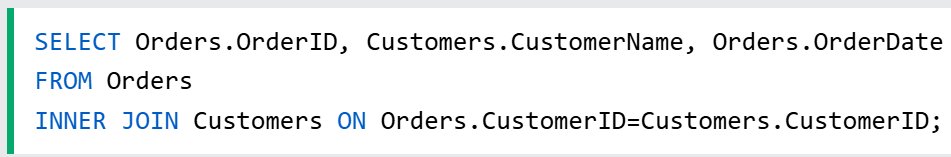 SELECT Orders.OrderID, Customers.CustomerName, Orders.OrderDate
FROM Orders
INNER JOIN Customers ON Orders.CustomerID=Customers.CustomerID;